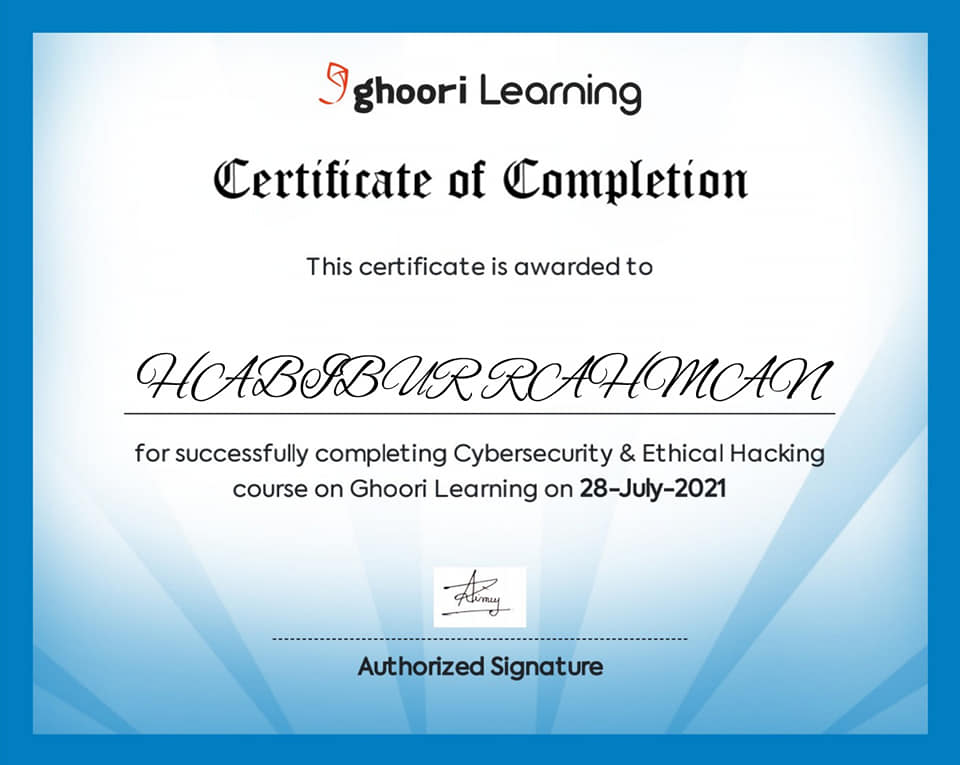 ghoori Learning
Certificate of Completion
This certificate is awarded to
HABIBUR RAHMAN
for successfully completing Cybersecurity & Ethical Hacking
course on Ghoori Learning on 28-July-2021
Authorized Signature